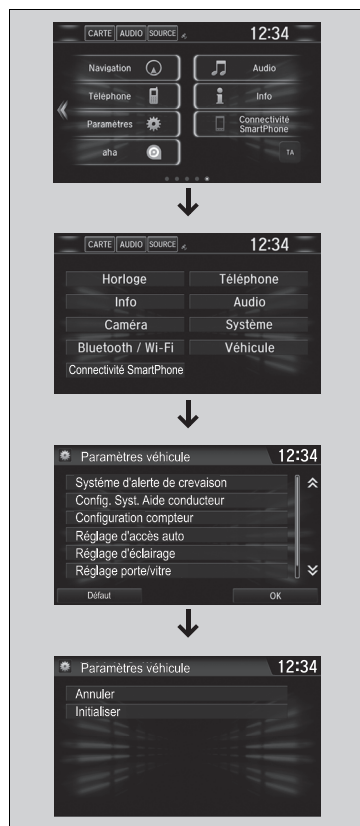 CARTE AUDIO SOURCE 12:34
Navigation Audio
Téléphone Info
Paramètres Connectivité SmartPhone
aha TA
CARTE AUDIO SOURCE 12:34
Horloge Téléphone
Info Audio
Caméra Système
Bluetooth / Wi-Fi Véhicule
Connectivité SmartPhone
Paramètres véhicule 12:34
Systéme d'alerte de crevaison
Config. Syst. Aide conducteur
Configuration compteur
Réglage d'accès auto
Réglage d'éclairage
Réglage porte/vitre
Défaut OK
Paramètres véhicule 12:34
Annuler
Initialiser